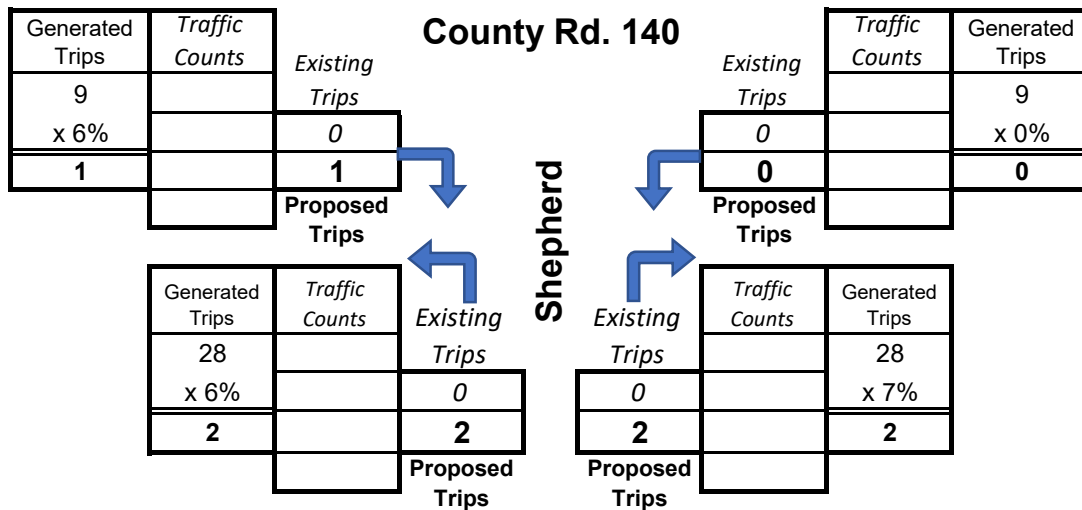 County Rd. 140
Generated
Trips
Traffic
Counts
Existing
Trips
9
x 6%
0
1
1
Proposed
Trips
Existing
Trips
Traffic
Counts
Generated
Trips
9
0
x 0%
0
0
Proposed
Trips
Shepherd
Generated
Trips
Traffic
Counts
Existing
Trips
28
x 6%
0
2
2
Proposed
Trips
Existing
Trips
Traffic
Counts
Generated
Trips
28
0
x 7%
2
2
Proposed
Trips